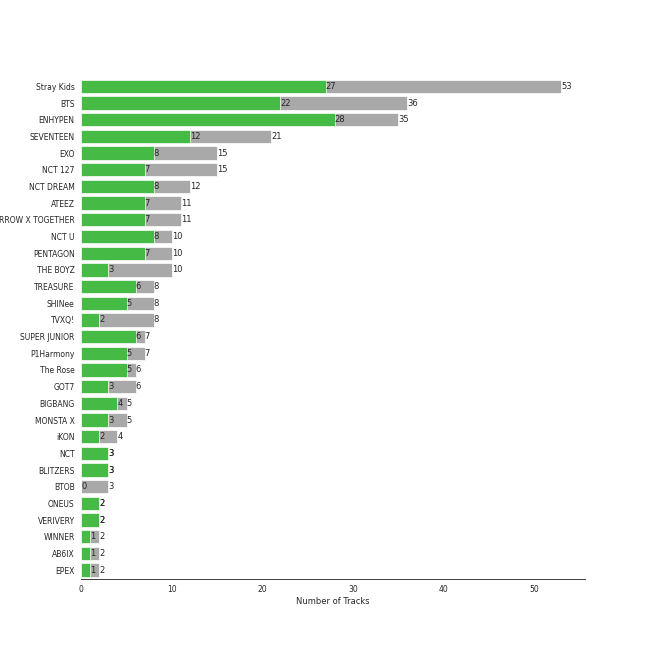 Stray Kids 27 53
BTS 22 36
ENHYPEN 28 35
SEVENTEEN 12 21
EXO 8 15
NCT 127 7 15
NCT DREAM 8 12
ATEEZ 7 11
RROW X TOGETHER 7 11
NCT U 8 10
PENTAGON 7 10
THE BOYZ 3 10
TREASURE 6 8
SHINee 5 8
TVXQ! 2 8
SUPER JUNIOR 6 7
P1Harmony 5 7
The Rose 5 6
GOT7 3 6
BIGBANG 4 5
MONSTA X 3 5
iKON 2 4
NCT 3
BLITZERS 3
BTOB 0 3
ONEUS 2
VERIVERY 2
WINNER 1 2
AB6IX 1 2
EPEX 1 2
0 10 20 30 40 50
Number of Tracks